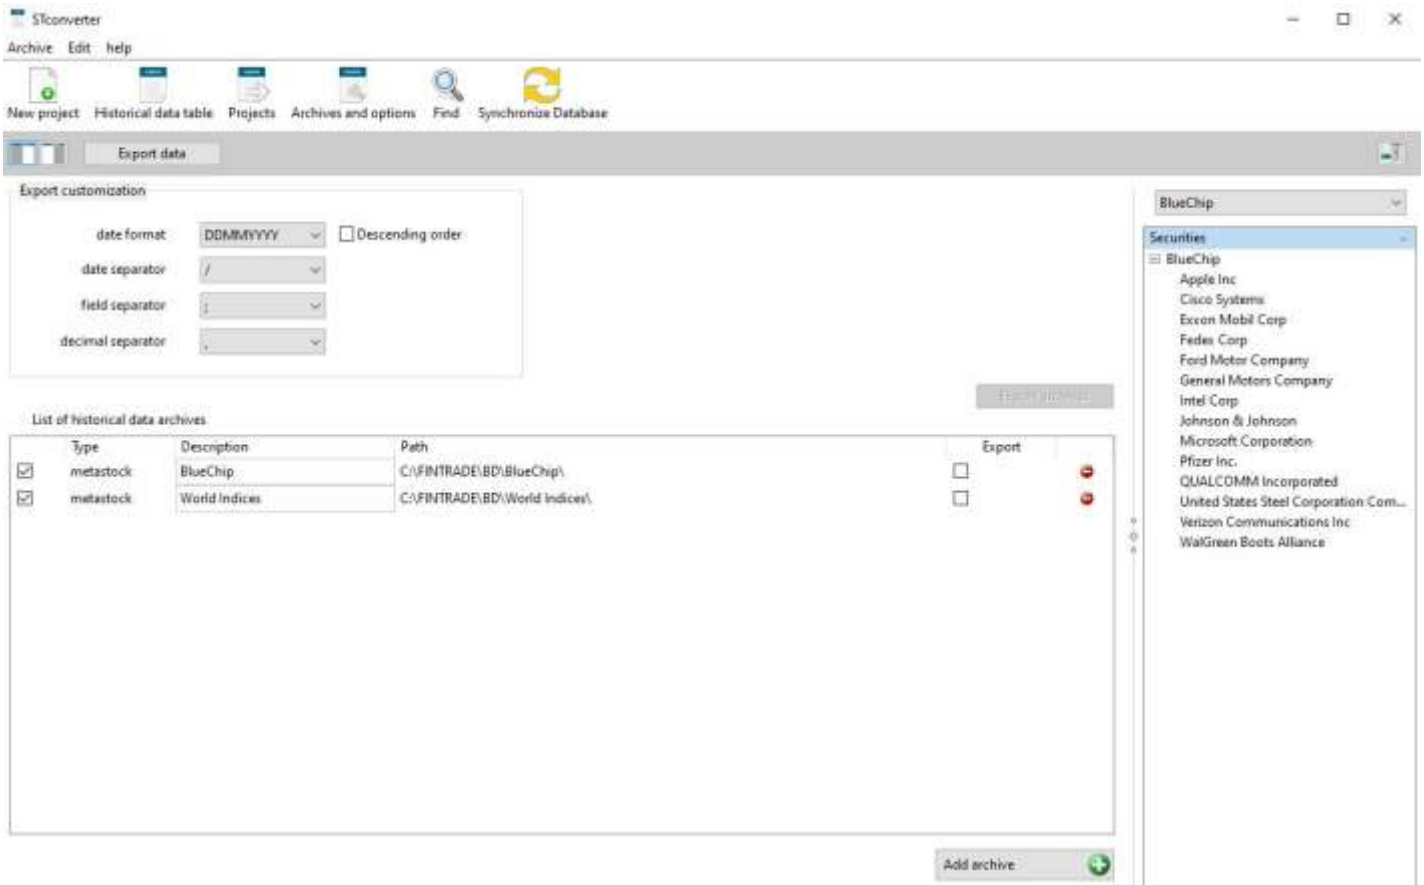 STconverter
Archive Edit help
New project Historical data table Projects Archives and options Find Synchronize Database
Export data
Export customization
date format DDMMYYYY Descending order
date separator /
field separator ;
decimal separator ,
BlueChip
Securities
BlueChip
Apple Inc
Cisco Systems
Exxon Mobil Corp
Fedex Corp
Ford Motor Company
General Motors Company
Intel Corp
Johnson & Johnson
Microsoft Corporation
Pfizer Inc.
QUALCOMM Incorporated
United States Steel Corporation Com...
Verizon Communications Inc
WalGreen Boots Alliance
List of historical data archives
Type Description Path Export
metastock BlueChip C:\FINTRADE\BD\BlueChip\
metastock World Indices C:\FINTRADE\BD\World Indices\
Add archive